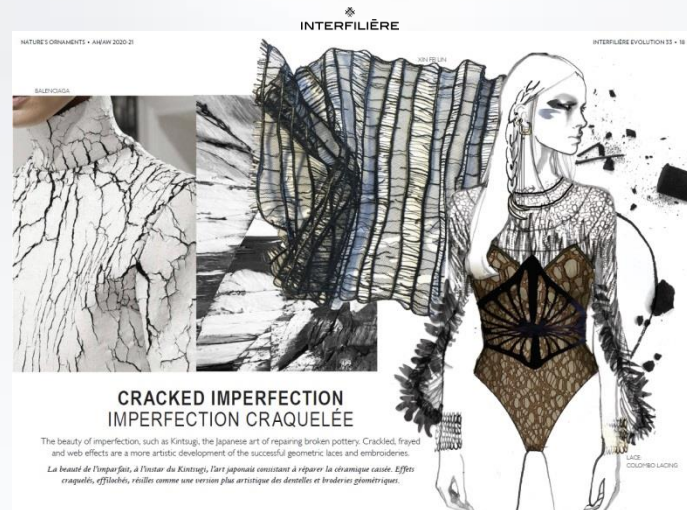 INTERFILIÈRE
NATURE'S ORNAMENTS • AH/AW 2020-21
INTERFILIÈRE EVOLUTION 33 • 18
BALENCIAGA
XIN FEI LIN
CRACKED IMPERFECTION
IMPERFECTION CRAQUELÉE
The beauty of imperfection, such as Kintsugi, the Japanese art of repairing broken pottery. Crackled, frayed
and web effects are a more artistic development of the successful geometric laces and embroideries.
La beauté de l'imparfait, à l'instar du Kintsugi, l'art japonais consistant à réparer la céramique cassée. Effets
craquelés, effilochés, résilles comme une version plus artistique des dentelles et broderies géométriques.
LACE:
COLOMBO LACING